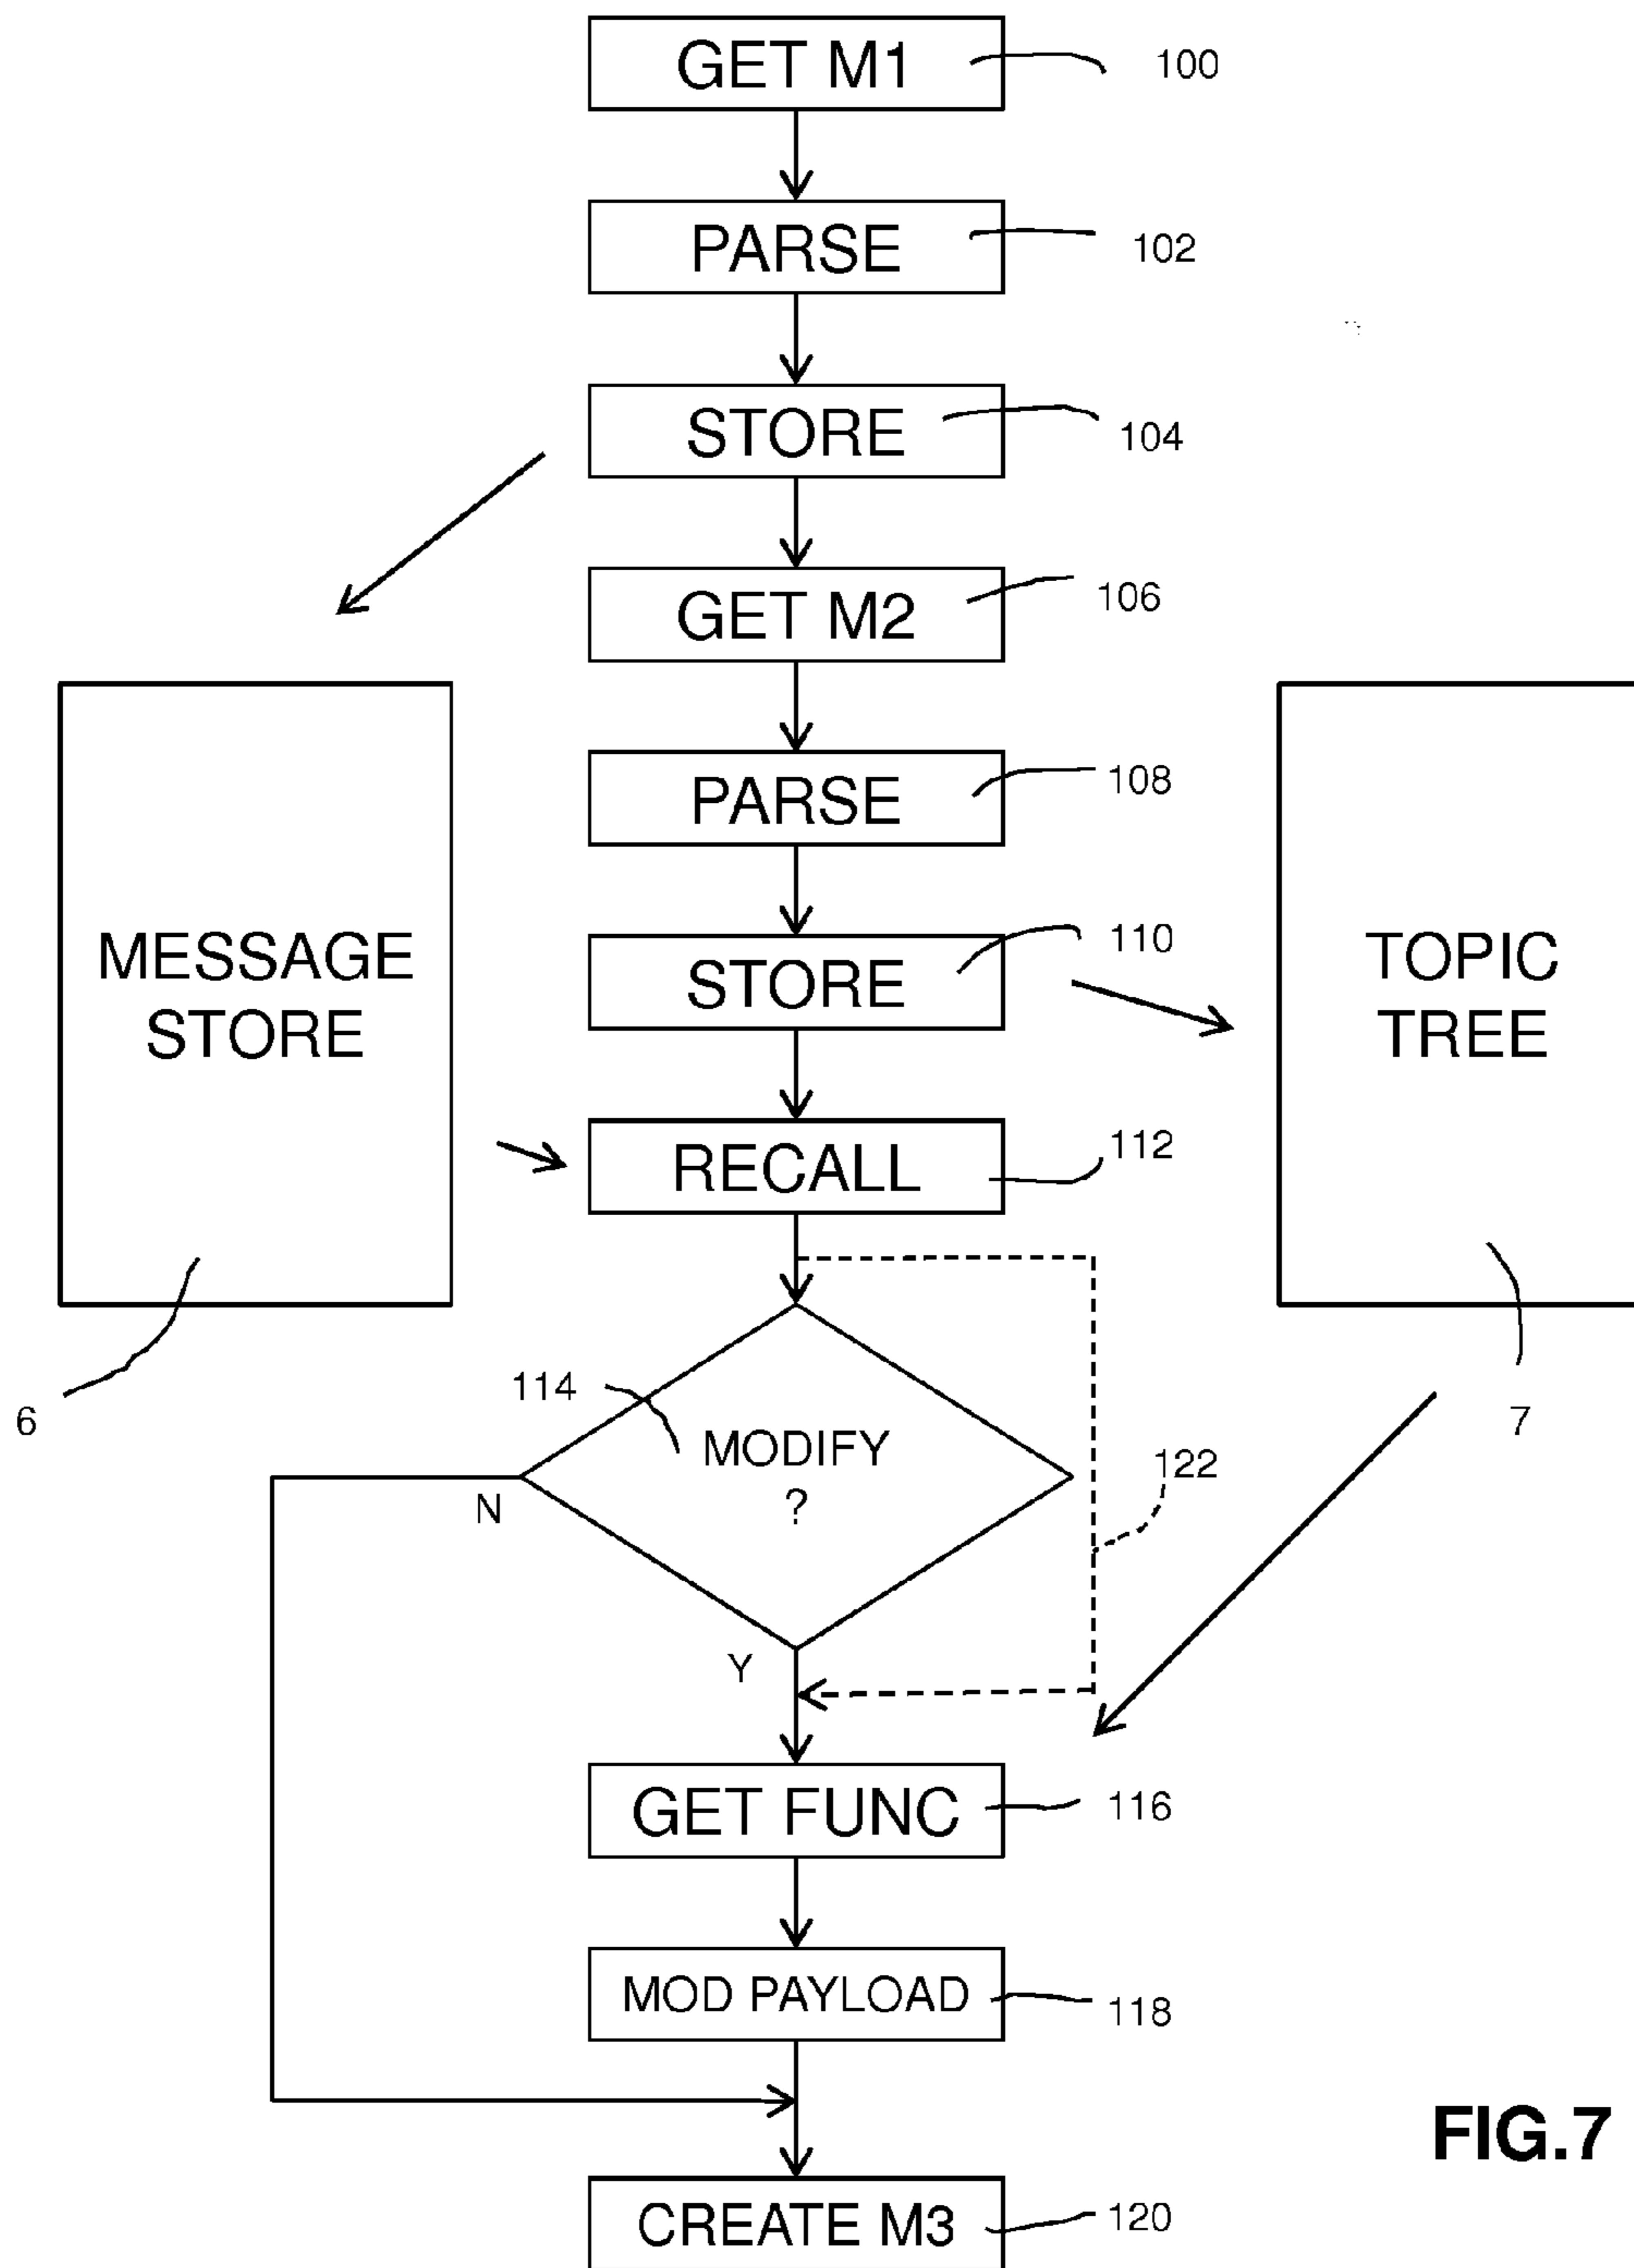 GET M1
100
PARSE
102
STORE
104
GET M2
106
PARSE
108
STORE
110
MESSAGE
STORE
TOPIC
TREE
RECALL
112
6
7
114
MODIFY
?
122
N
Y
GET FUNC
116
MOD PAYLOAD
118
CREATE M3
120
FIG.7